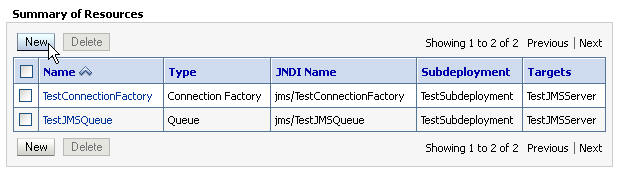 Summary of Resources
New Delete Showing 1 to 2 of 2 Previous | Next
Name Type JNDI Name Subdeployment Targets
TestConnectionFactory Connection Factory jms/TestConnectionFactory TestSubdeployment TestJMSServer
TestJMSQueue Queue jms/TestJMSQueue TestSubdeployment TestJMSServer
New Delete Showing 1 to 2 of 2 Previous | Next